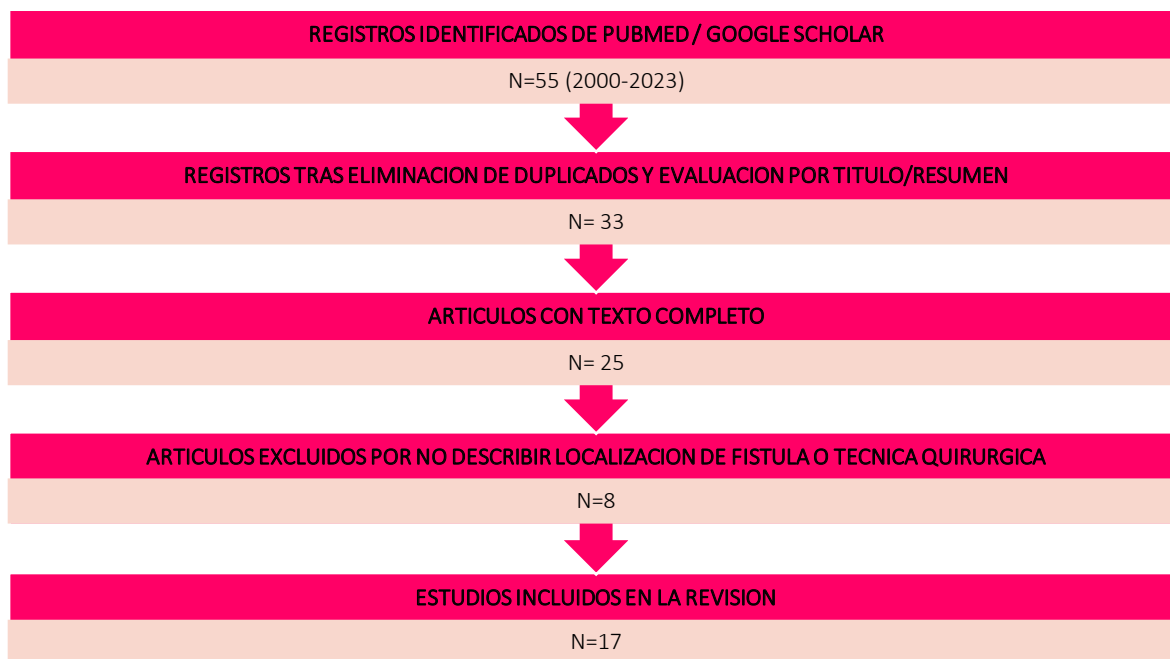 REGISTROS IDENTIFICADOS DE PUBMED / GOOGLE SCHOLAR
N=55 (2000-2023)
REGISTROS TRAS ELIMINACION DE DUPLICADOS Y EVALUACION POR TITULO/RESUMEN
N= 33
ARTICULOS CON TEXTO COMPLETO
N= 25
ARTICULOS EXCLUIDOS POR NO DESCRIBIR LOCALIZACION DE FISTULA O TECNICA QUIRURGICA
N=8
ESTUDIOS INCLUIDOS EN LA REVISION
N=17